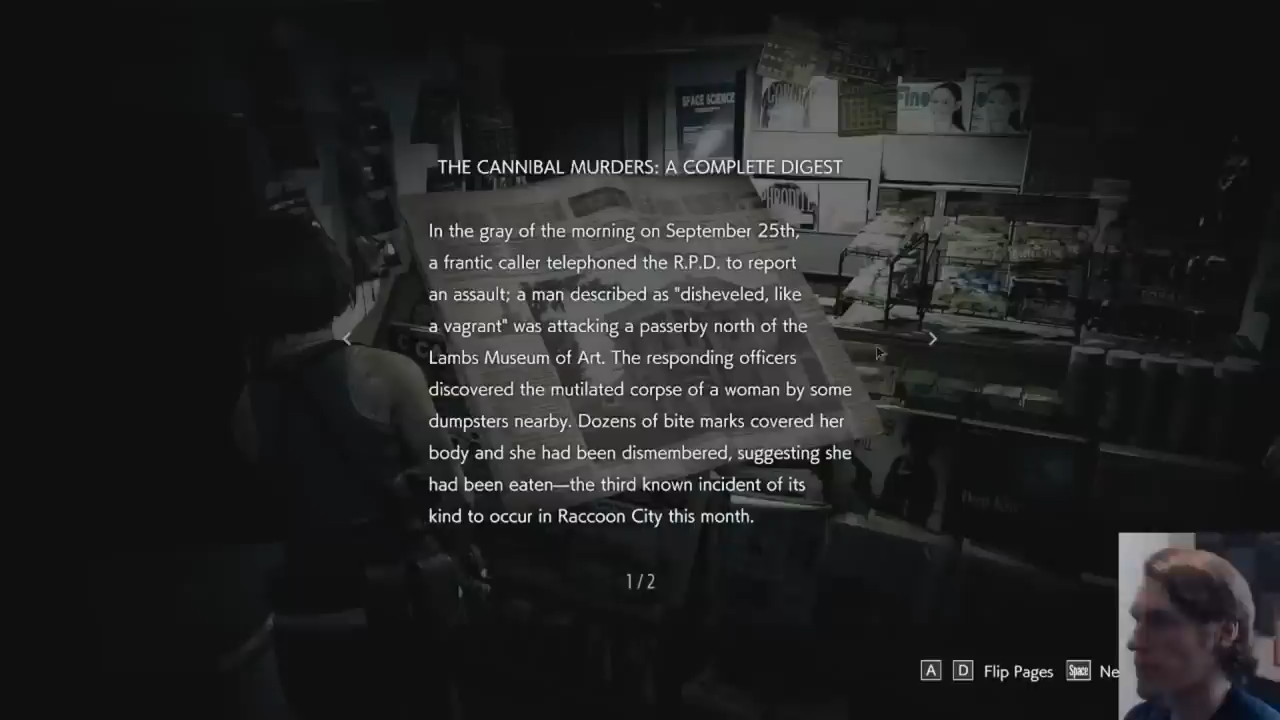 SPACE SCIENCE
Fine
THE CANNIBAL MURDERS: A COMPLETE DIGEST
In the gray of the morning on September 25th,
a frantic caller telephoned the R.P.D. to report
an assault; a man described as "disheveled, like
a vagrant" was attacking a passerby north of the
Lambs Museum of Art. The responding officers
discovered the mutilated corpse of a woman by some
dumpsters nearby. Dozens of bite marks covered her
body and she had been dismembered, suggesting she
had been eaten—the third known incident of its
kind to occur in Raccoon City this month.
1/2
A D Flip Pages Space Ne